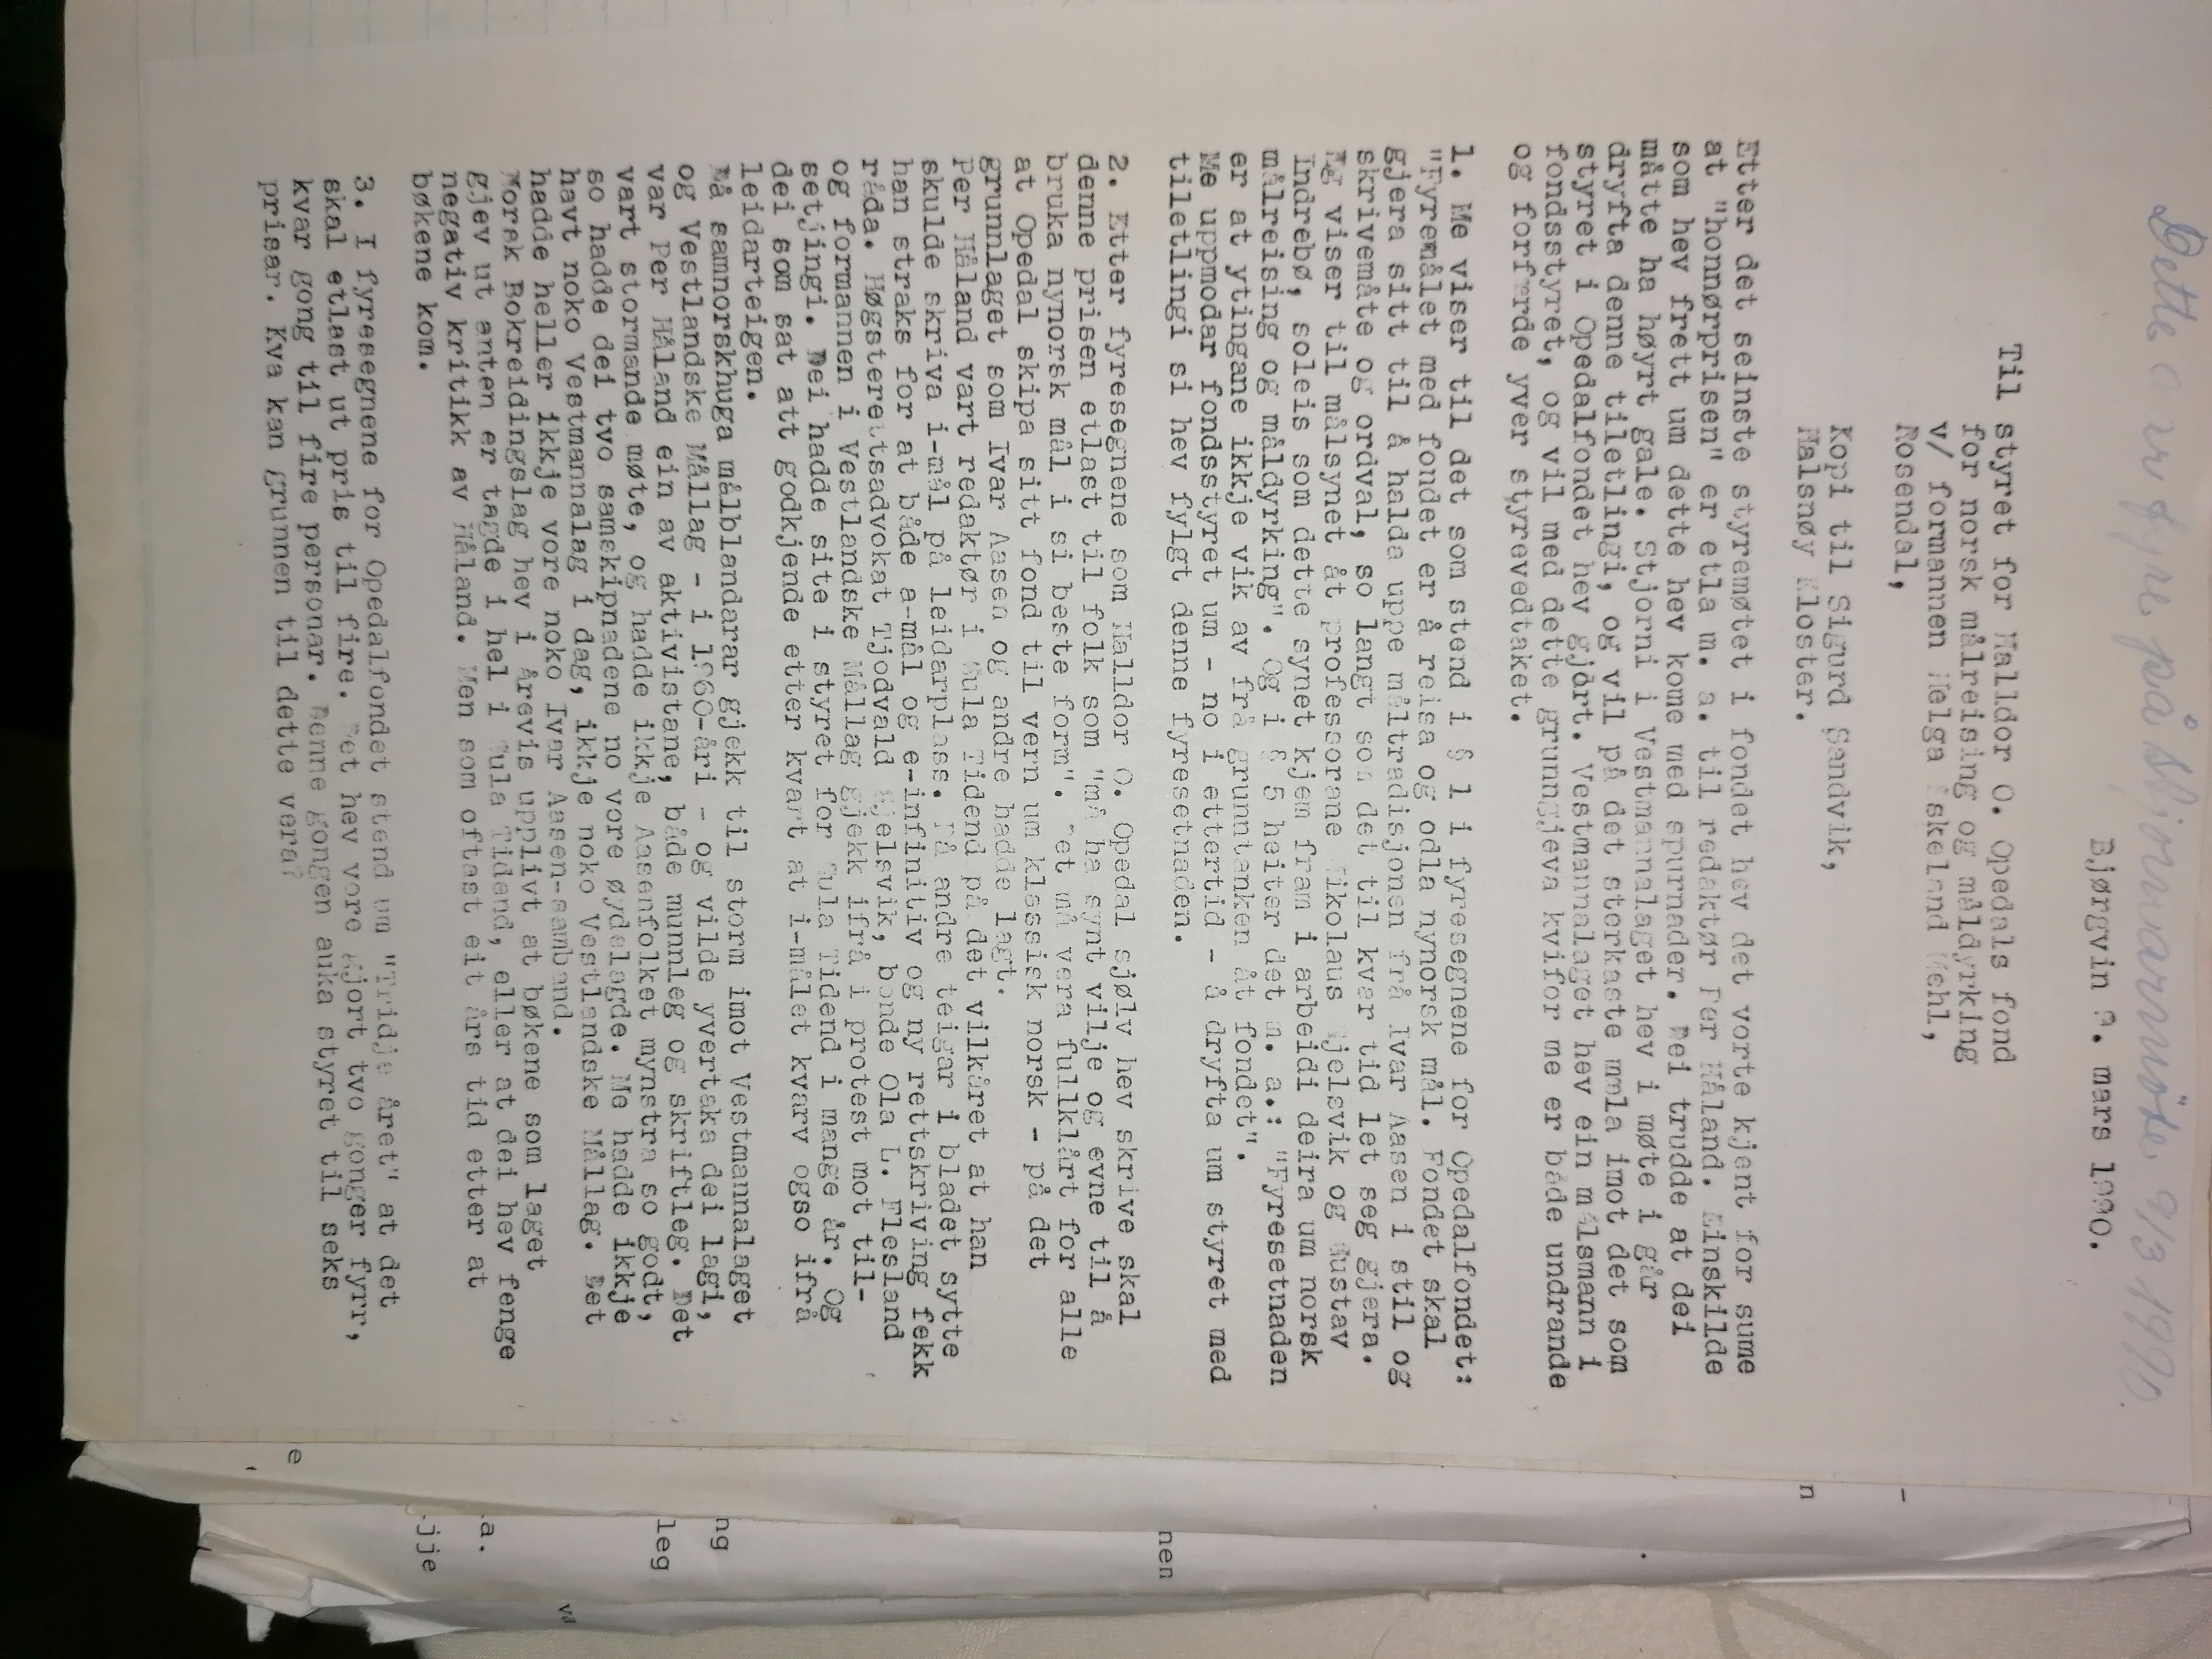 Dette a vart fyre på stjornarmöte 9/3 1990.
Bjørgvin 9. mars 1990.
Til styret for Halldor O. Opedals fond
for norsk målreising og måldyrking
v/ formannen Helga Øskeland Mehl,
Rosendal,
Kopi til Sigurd Sandvik,
Halsnøy Kloster.
Etter det seinste styremøtet i fondet hev det vorte kjent for sume
at "honnørprisen" er etla m. a. til redaktør Per Håland. Einskilde
som hev frett um dette hev kome med spurnader. Dei trudde at dei
måtte ha høyrt gale. Stjorni i Vestmannalaget hev i møte i går
dryfta denne tiletlingi, og vil på det sterkaste mæla imot det som
styret i Opedalfondet hev gjort. Vestmannalaget hev ein målsmann i
fondsstyret, og vil med dette grunngjeva kvifor me er både undrande
og forferde yver styrevedtaket.
1. Me viser til det som stend i § 1 i fyresegnene for Opedalfondet:
"Fyremålet med fondet er å reisa og odla nynorsk mål. Fondet skal
gjera sitt til å halda uppe måltradisjonen frå Ivar Aasen i stil og
skrivemåte og ordval, so langt som det til kvar tid let seg gjera.
Eg viser til målsynet åt professorane Nikolaus Gjelsvik og Gustav
Indrebø, soleis som dette synet kjem fram i arbeidi deira um norsk
målreising og måldyrking". Og i § 5 heiter det m. a.: "Fyresetnaden
er at ytingane ikkje vik av frå grunntanken åt fondet".
Me uppmodar fondsstyret um - no i ettertid - å dryfta um styret med
tiletlingi si hev fylgt denne fyresetnaden.
2. Etter fyresegnene som Halldor O. Opedal sjølv hev skrive skal
denne prisen etlast til folk som "må ha synt vilje og evne til å
bruka nynorsk mål i si beste form". Det må vera fullklårt for alle
at Opedal skipa sitt fond til vern um klassisk norsk - på det
grunnlaget som Ivar Aasen og andre hadde lagt.
Per Håland vart redaktør i Gula Tidend på det vilkåret at han
skulde skriva i-mål på leidarplass. På andre teigar i bladet sytte
han straks for at både a-mål og e-infinitiv og ny rettskriving fekk
råda. Høgsterettsadvokat Tjodvald Gjelsvik, bonde Ola L. Flesland
og formannen i Vestlandske Mållag gjekk ifrå i protest mot til-
setjingi. Dei hadde site i styret for Gula Tidend i mange år. Og
dei som sat att godkjende etter kvart at i-målet kvarv ogso ifrå
leidarteigen.
Då samnorskhuga målblandarar gjekk til storm imot Vestmannalaget
og Vestlandske Mållag - i 1960-åri - og vilde yvertaka dei lagi,
var Per Håland ein av aktivistane, både munnleg og skriftleg. Det
vart stormande møte, og hadde ikkje Aasenfolket mynstra so godt,
so hadde dei tvo samskipnadene no vore øydelagde. Me hadde ikkje
havt noko Vestmannalag i dag, ikkje noko Vestlandske Mållag. Det
hadde heller ikkje vore noko Ivar Aasen-samband.
Norsk Bokreidingslag hev i årevis upplivt at bøkene som laget
gjev ut anten er tagde i hel i Gula Tidend, eller at dei hev fenge
negativ kritikk av Håland. Men som oftast eit års tid etter at
bøkene kom.
3. I fyresegnene for Opedalfondet stend um "Tridje året" at det
skal etlast ut pris til fire. Det hev vore gjort tvo gonger fyrr,
kvar gong til fire personar. Denne gongen auka styret til seks
prisar. Kva kan grunnen til dette vera?
e
jje
a.
leg
ng
nen
n